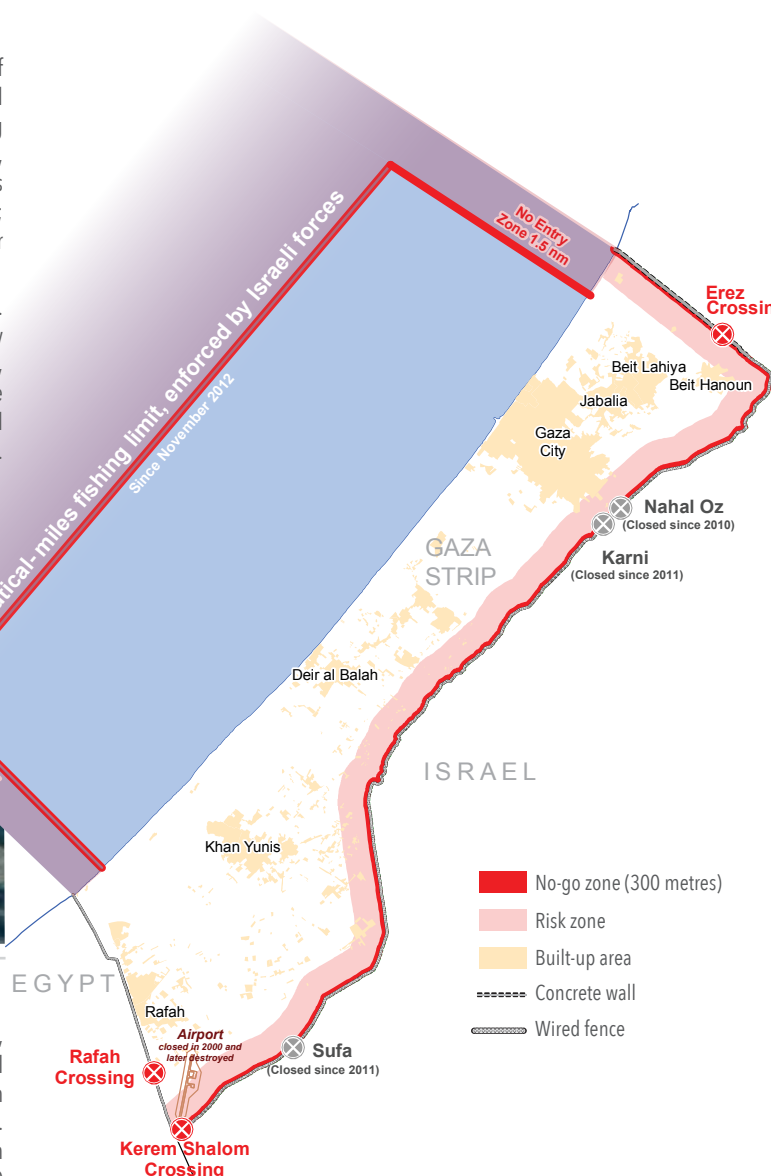 No Entry
Zone 1.5 nm
miles fishing limit, enforced by Israeli forces
Since November 2012
Erez
Beit Lahiya
Beit Hanoun
Jabalia
Gaza
City
Nahal Oz
(Closed since 2010)
Karni
(Closed since 2011)
GAZA
STRIP
Deir al Balah
ISRAEL
Khan Yunis
No-go zone (300 metres)
Risk zone
Built-up area
Concrete wall
Wired fence
EGYPT
Rafah
Airport
closed in 2000 and
later destroyed
Sufa
(Closed since 2011)
Rafah
Crossing
Kerem Shalom
Crossing